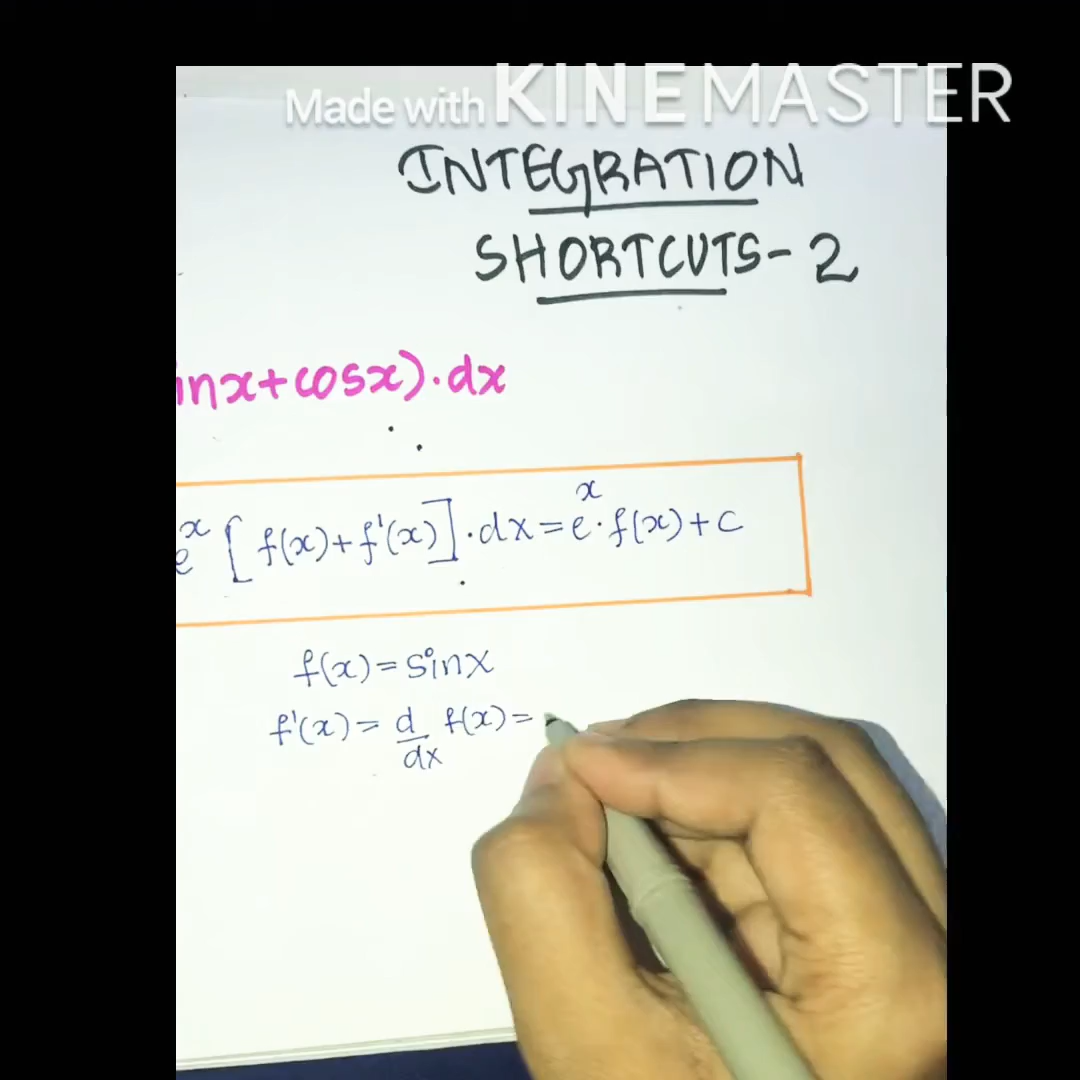 Made with KINEMASTER
INTEGRATION
SHORTCUTS-2
inx+cosx).dx
e^x [f(x)+f'(x)].dx=e^x.f(x)+c
f(x)=sinx
f'(x)= d/dx f(x)=